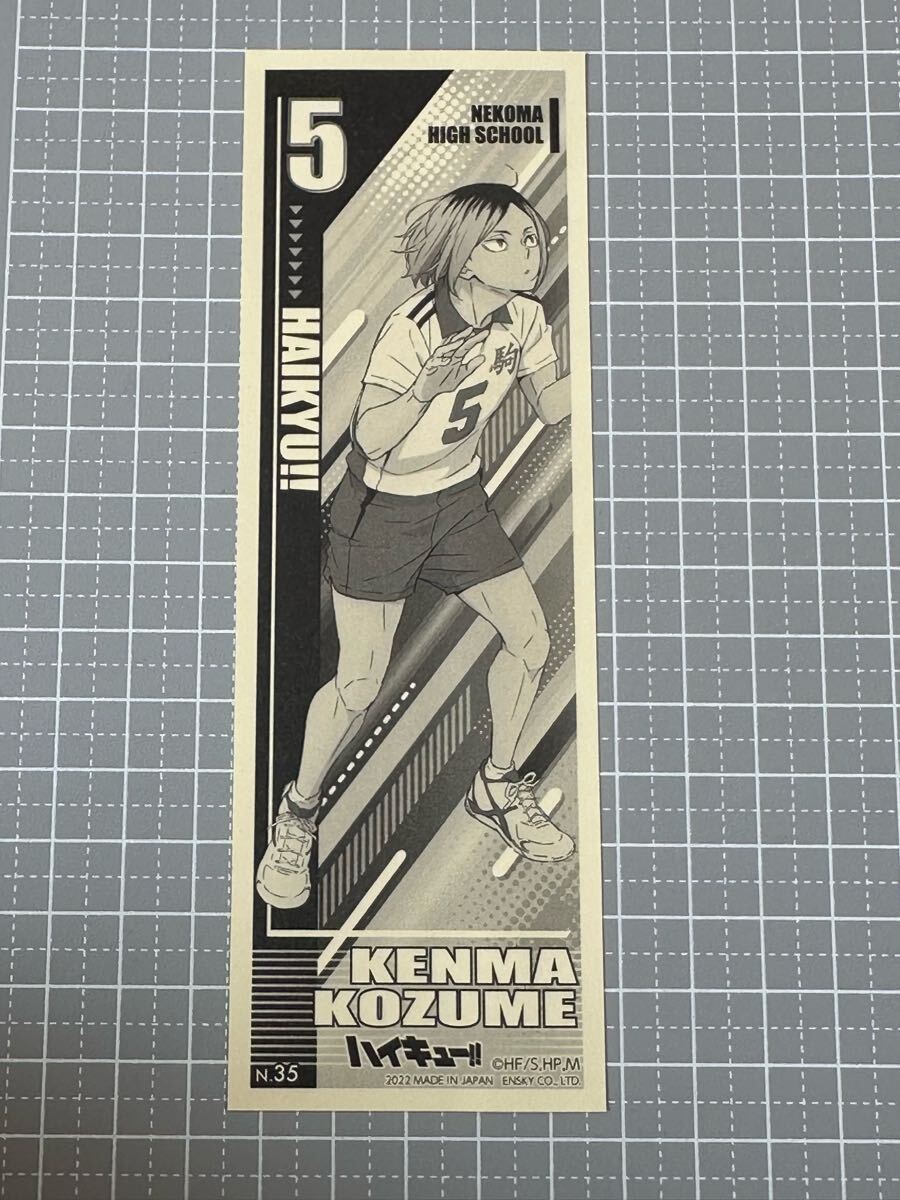 5
NEKOMA
HIGH SCHOOL
HAIKYU!!
駒
5
KENMA
KOZUME
ハイキュー!!
©HF/S,HP,M
2022 MADE IN JAPAN ENSKY CO., LTD.
N.35